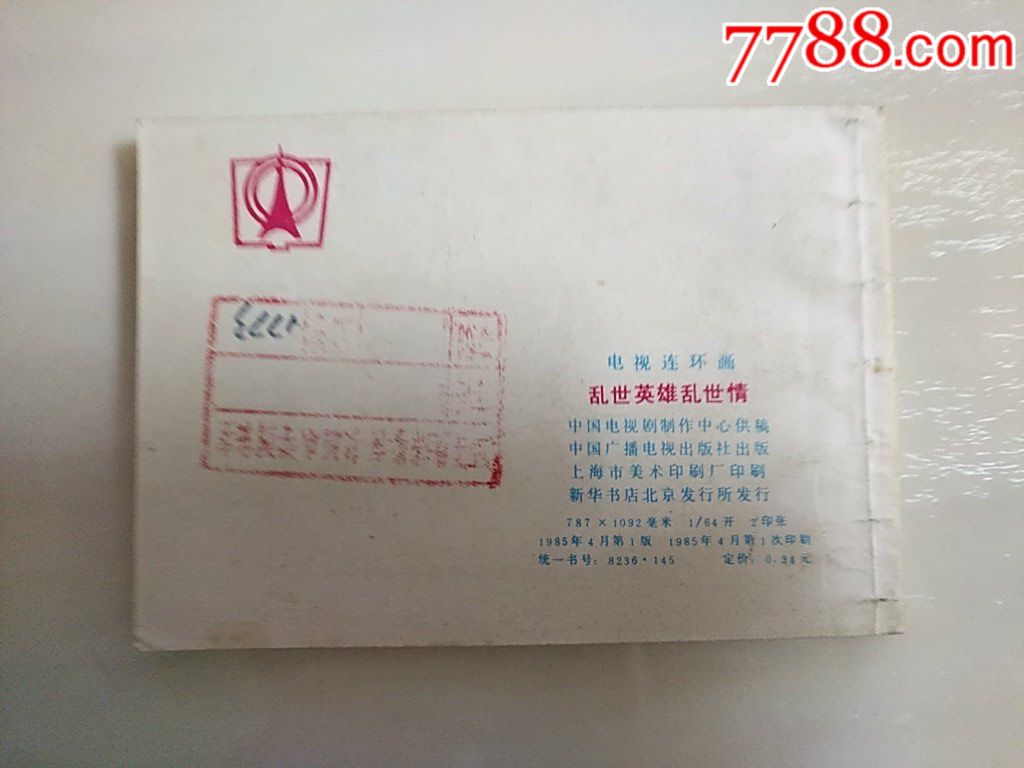 7788.com
电视连环画
乱世英雄乱世情
中国电视剧制作中心供稿
中国广播电视出版社出版
上海市美术印刷厂印刷
新华书店北京发行所发行
787×1092毫米 1/64开 2印张
1985年4月第1版 1985年4月第1次印刷
统一书号：8236·145 定价：0.34元